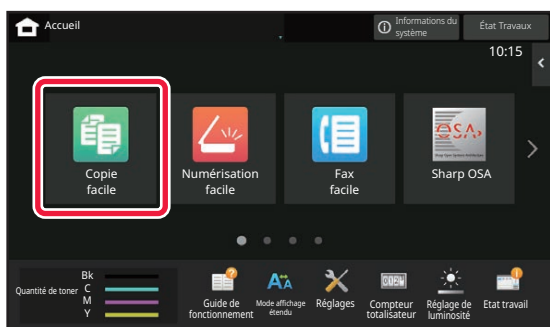 Accueil
Informations du
système
État Travaux
10:15
Copie
facile
Numérisation
facile
Fax
facile
Sharp OSA
Quantité de toner
Bk
C
M
Y
Guide de
fonctionnement
Mode affichage
étendu
Réglages
Compteur
totalisateur
Réglage de
luminosité
Etat travail